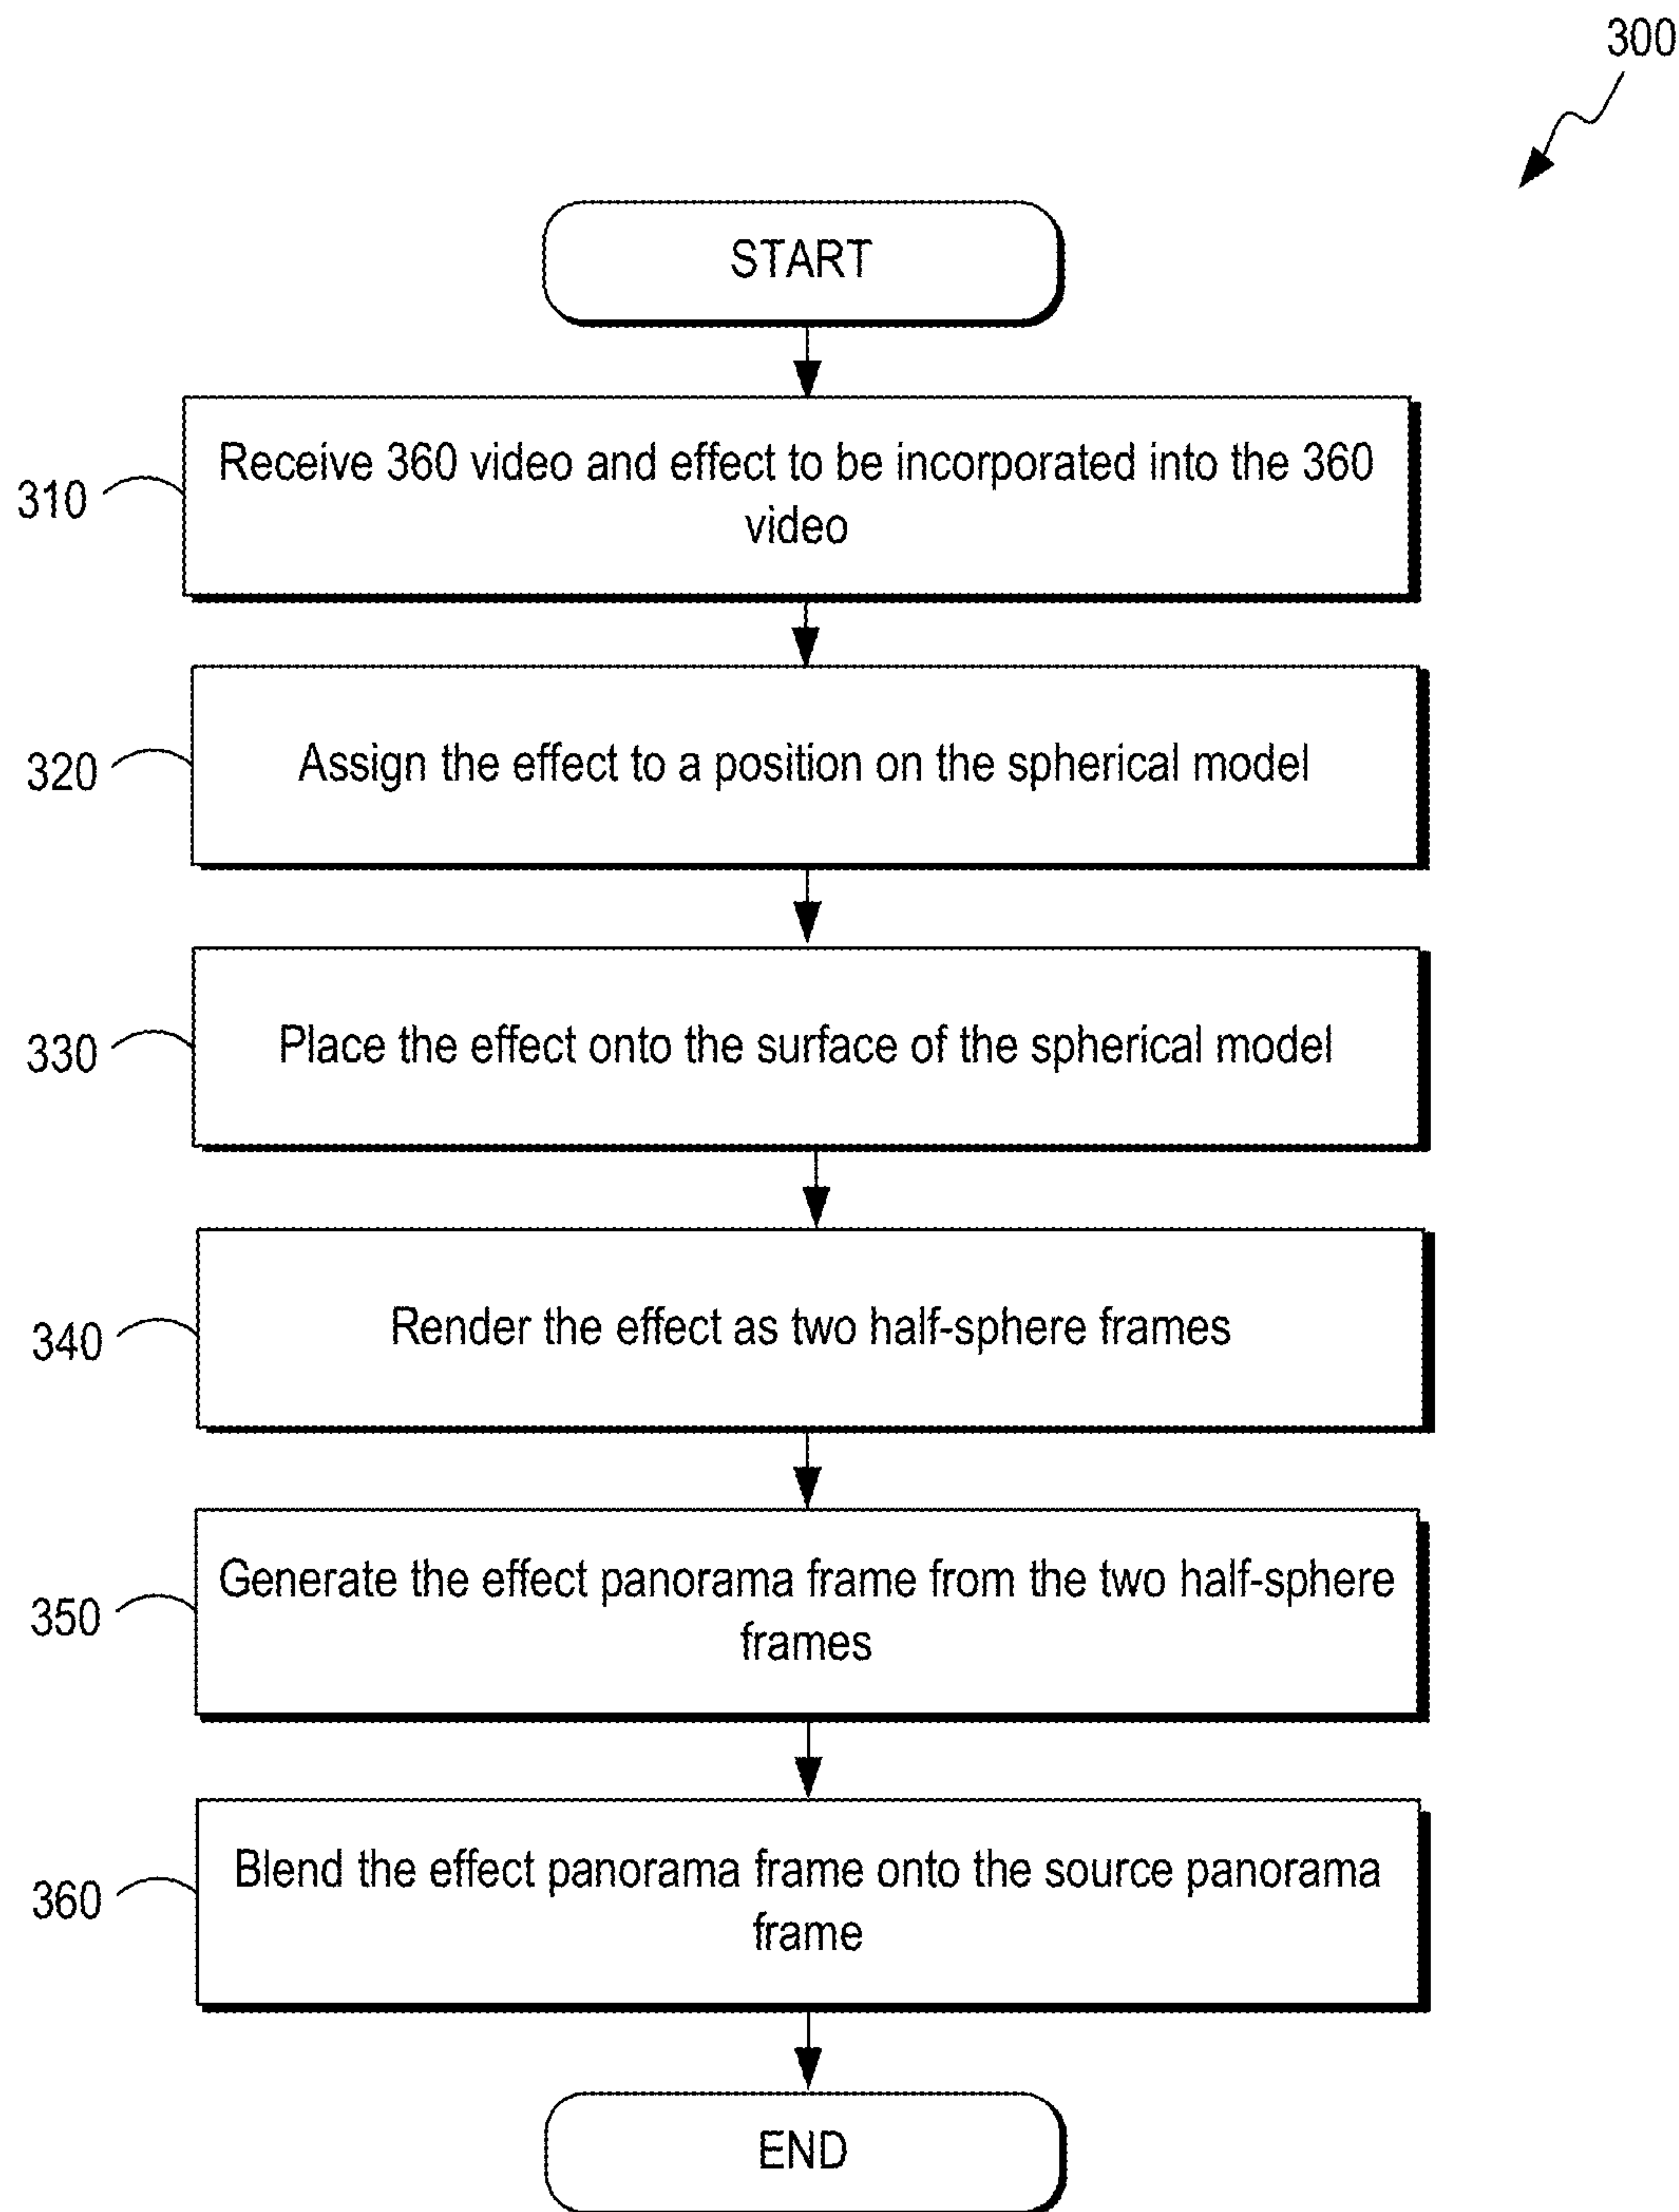 300
START
310
Receive 360 video and effect to be incorporated into the 360
video
320
Assign the effect to a position on the spherical model
330
Place the effect onto the surface of the spherical model
340
Render the effect as two half-sphere frames
350
Generate the effect panorama frame from the two half-sphere
frames
360
Blend the effect panorama frame onto the source panorama
frame
END